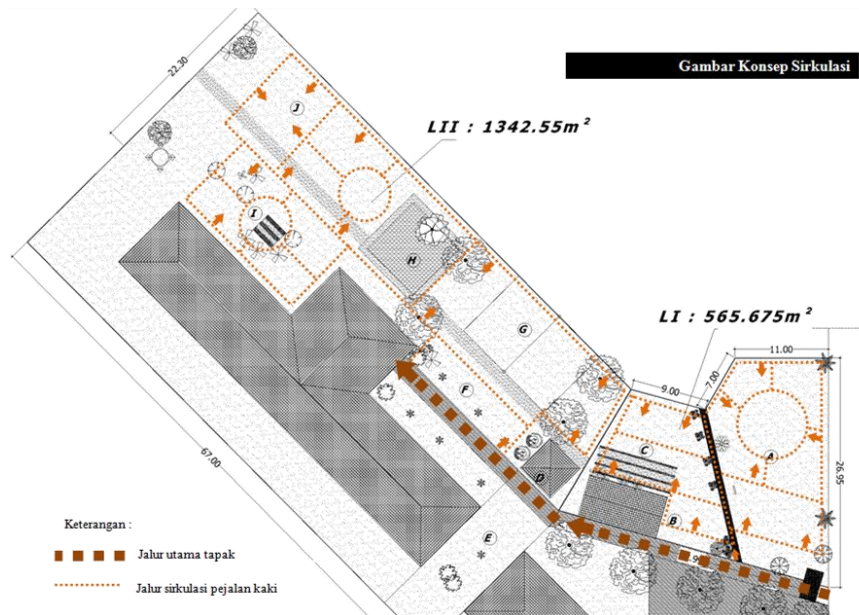 Gambar Konsep Sirkulasi
22.30
J
LII : 1342.55m²
I
H
G
LI : 565.675m²
11.00
7.00
9.00
F
C
A
26.95
D
B
E
67.00
Keterangan :
Jalur utama tapak
Jalur sirkulasi pejalan kaki